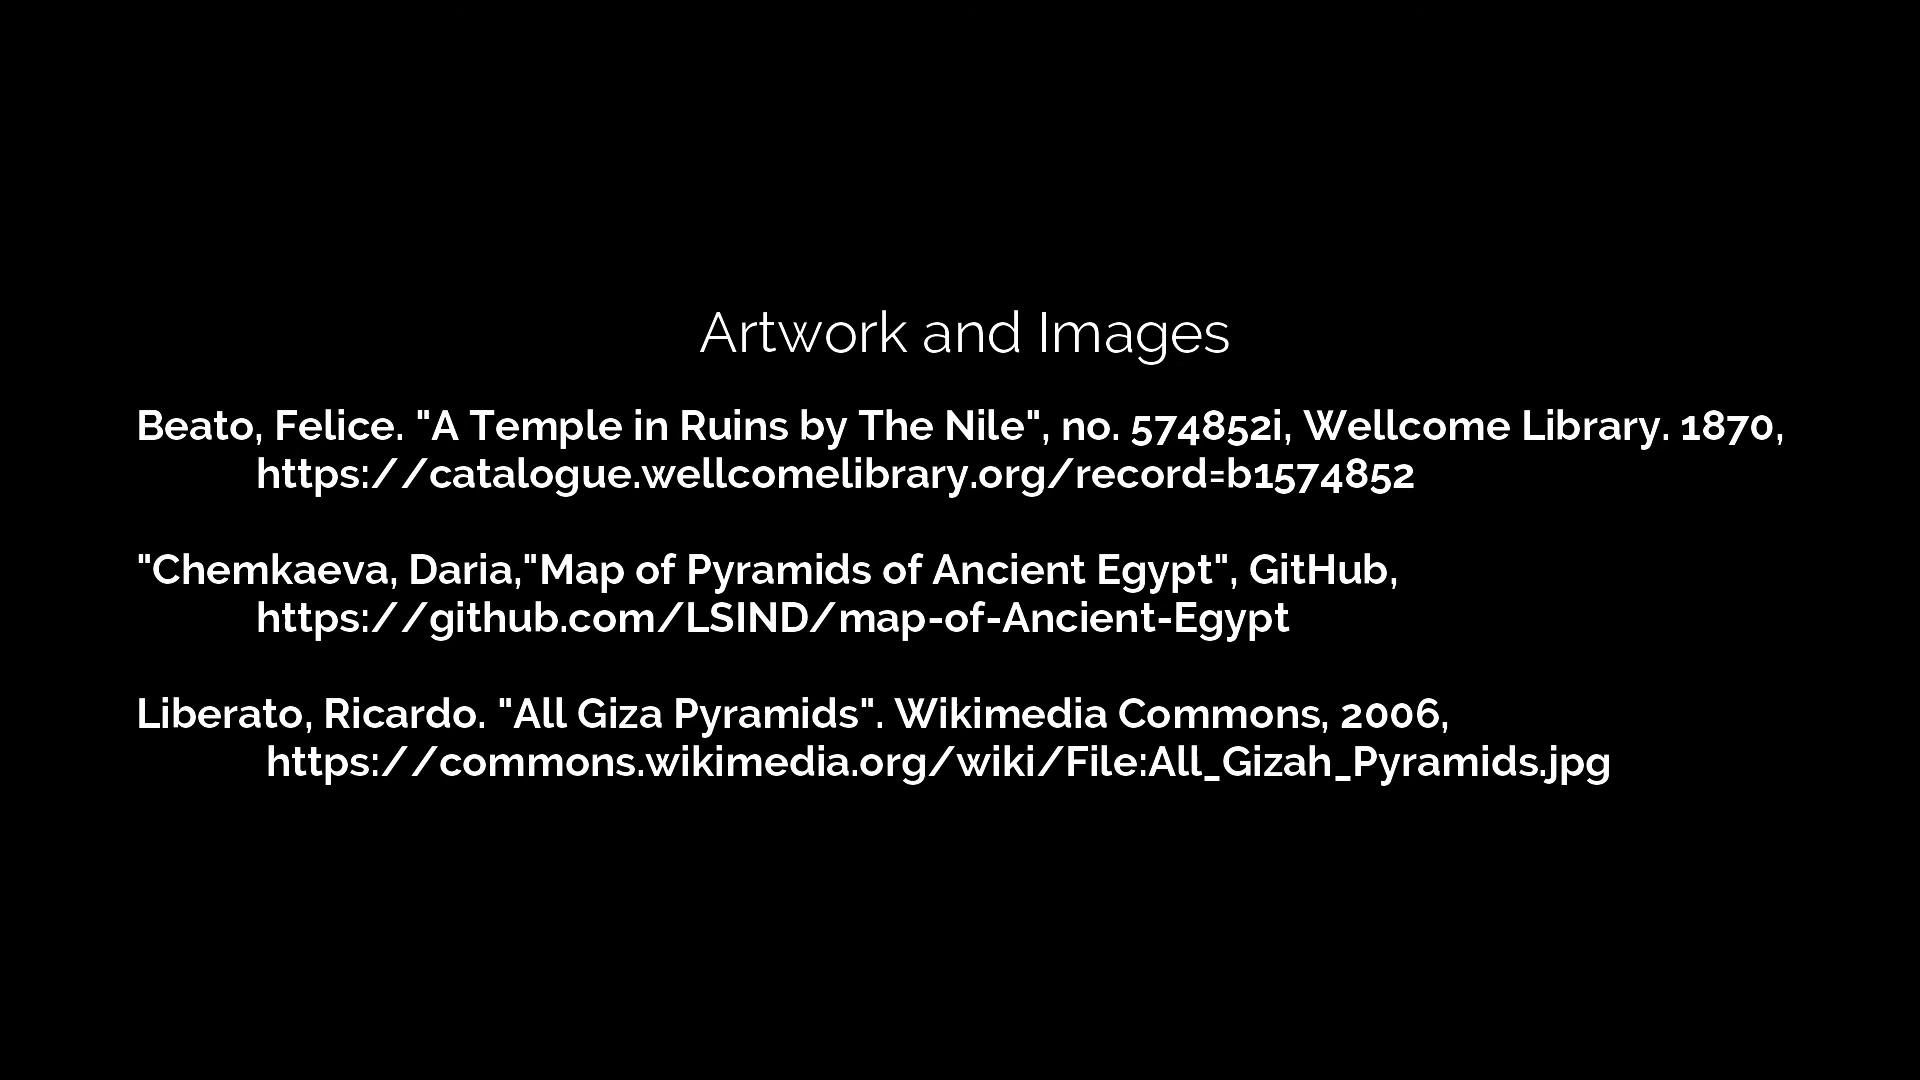 Artwork and Images
Beato, Felice. "A Temple in Ruins by The Nile", no. 574852i, Wellcome Library. 1870,
https://catalogue.wellcomelibrary.org/record=b1574852
"Chemkaeva, Daria,"Map of Pyramids of Ancient Egypt", GitHub,
https://github.com/LSIND/map-of-Ancient-Egypt
Liberato, Ricardo. "All Giza Pyramids". Wikimedia Commons, 2006,
https://commons.wikimedia.org/wiki/File:All_Gizah_Pyramids.jpg